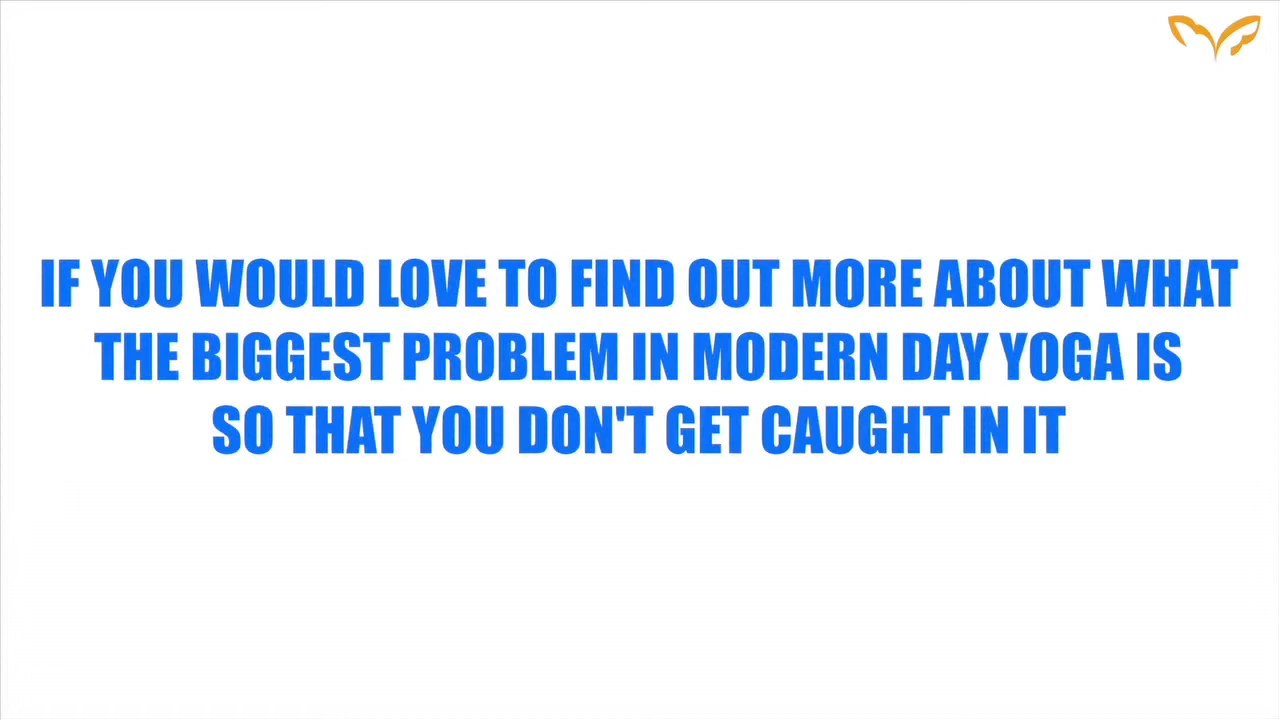 IF YOU WOULD LOVE TO FIND OUT MORE ABOUT WHAT
THE BIGGEST PROBLEM IN MODERN DAY YOGA IS
SO THAT YOU DON'T GET CAUGHT IN IT